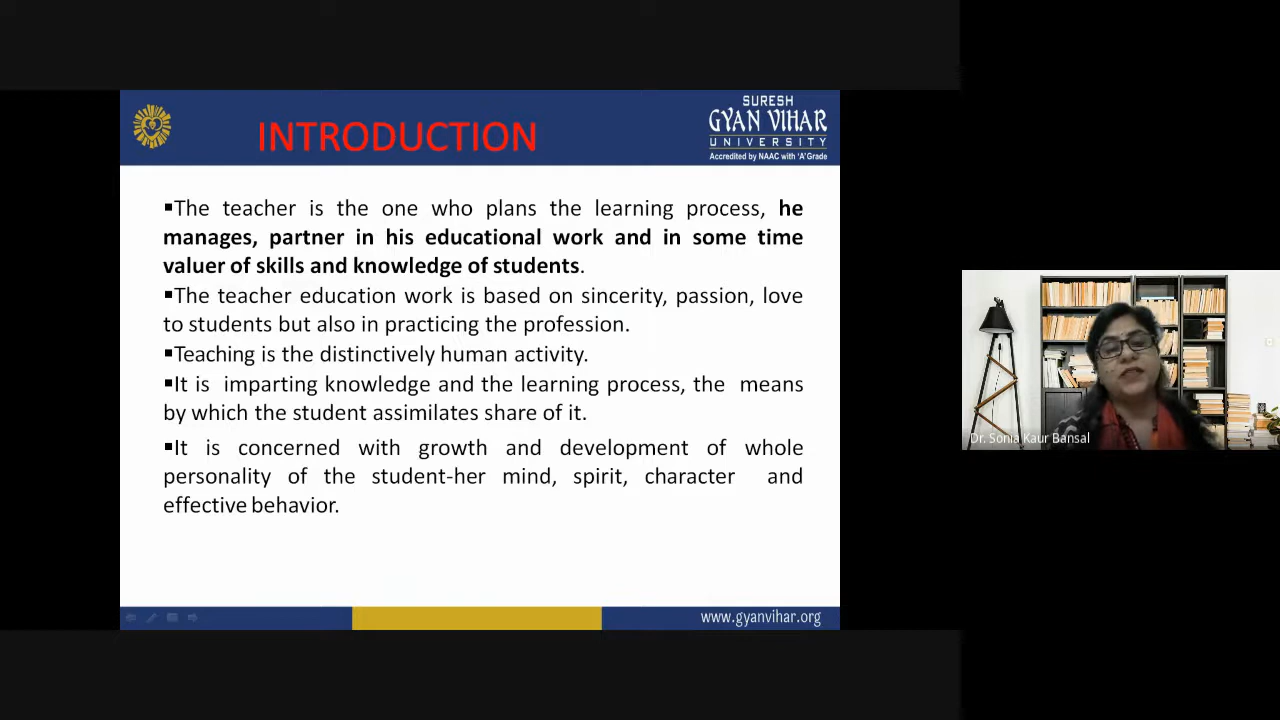 INTRODUCTION
SURESH
GYAN VIHAR
UNIVERSITY
Accredited by NAAC with 'A' Grade
▪The teacher is the one who plans the learning process, he
manages, partner in his educational work and in some time
valuer of skills and knowledge of students.
▪The teacher education work is based on sincerity, passion, love
to students but also in practicing the profession.
▪Teaching is the distinctively human activity.
▪It is imparting knowledge and the learning process, the means
by which the student assimilates share of it.
▪It is concerned with growth and development of whole
personality of the student-her mind, spirit, character and
effective behavior.
www.gyanvihar.org
Dr. Sonia Kaur Bansal